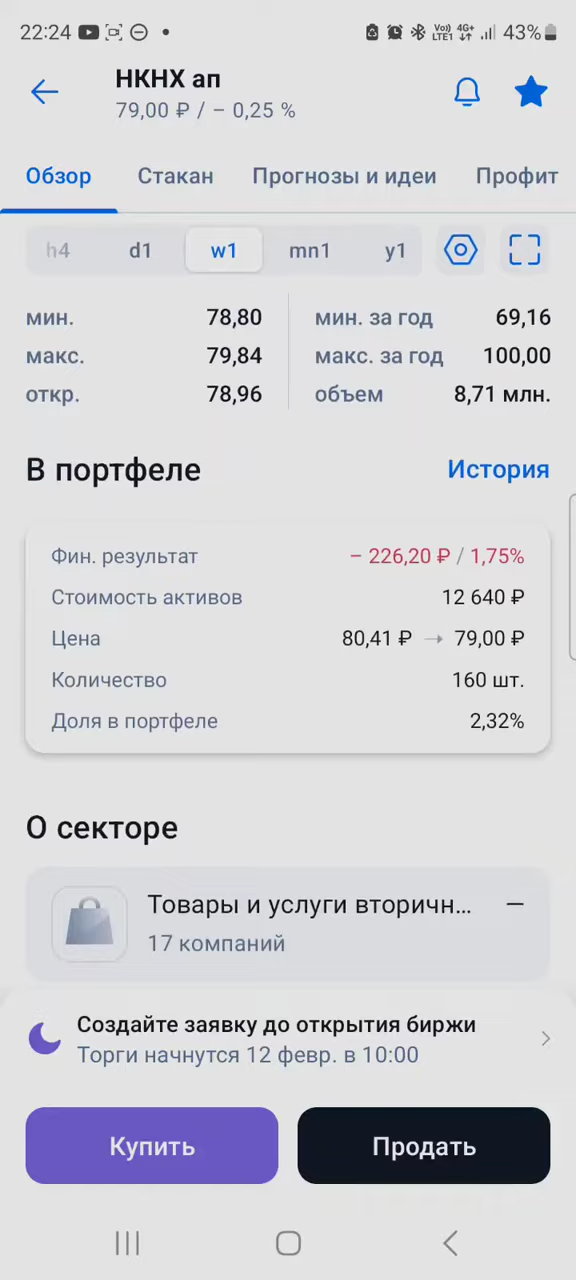 22:24 Vo)) LTE1 4G+ 43%
НКНХ ап
79,00 ₽ / – 0,25 %
Обзор Стакан Прогнозы и идеи Профит
h4 d1 w1 mn1 y1
мин. 78,80 мин. за год 69,16
макс. 79,84 макс. за год 100,00
откр. 78,96 объем 8,71 млн.
В портфеле История
Фин. результат – 226,20 ₽ / 1,75%
Стоимость активов 12 640 ₽
Цена 80,41 ₽ → 79,00 ₽
Количество 160 шт.
Доля в портфеле 2,32%
О секторе
Товары и услуги вторичн... –
17 компаний
Создайте заявку до открытия биржи
Торги начнутся 12 февр. в 10:00
Купить Продать